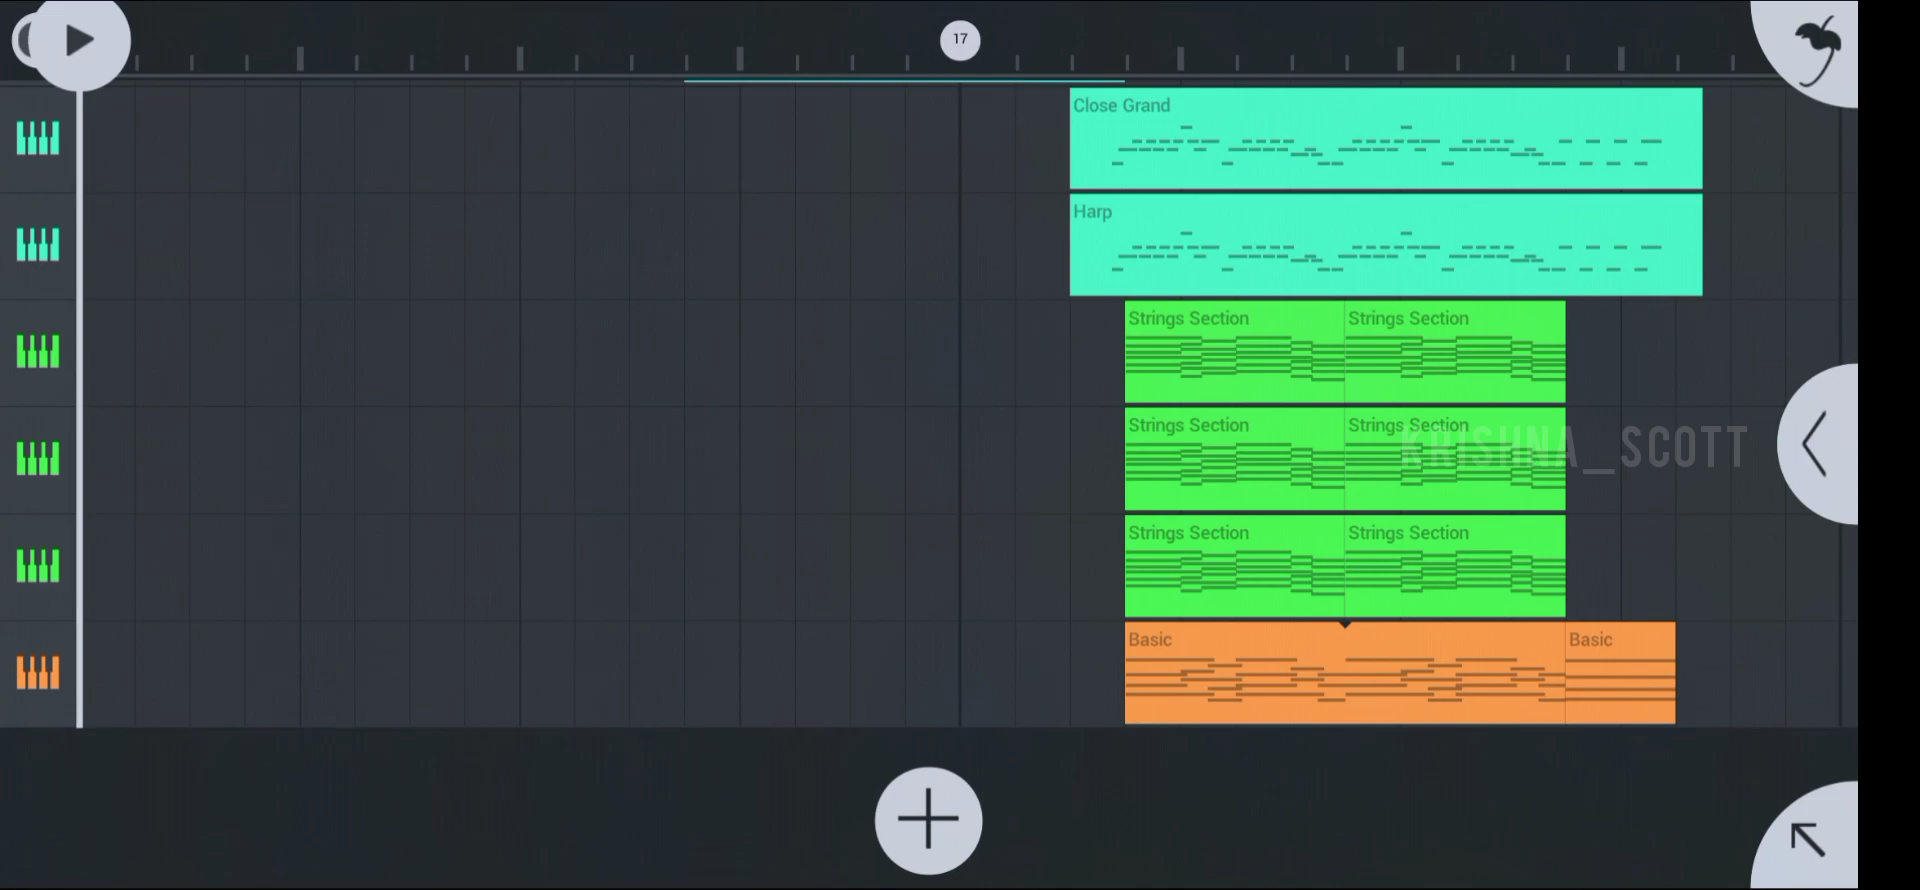 17
Close Grand
Harp
Strings Section Strings Section
Strings Section Strings Section
KRISHNA_SCOTT
Strings Section Strings Section
Basic Basic